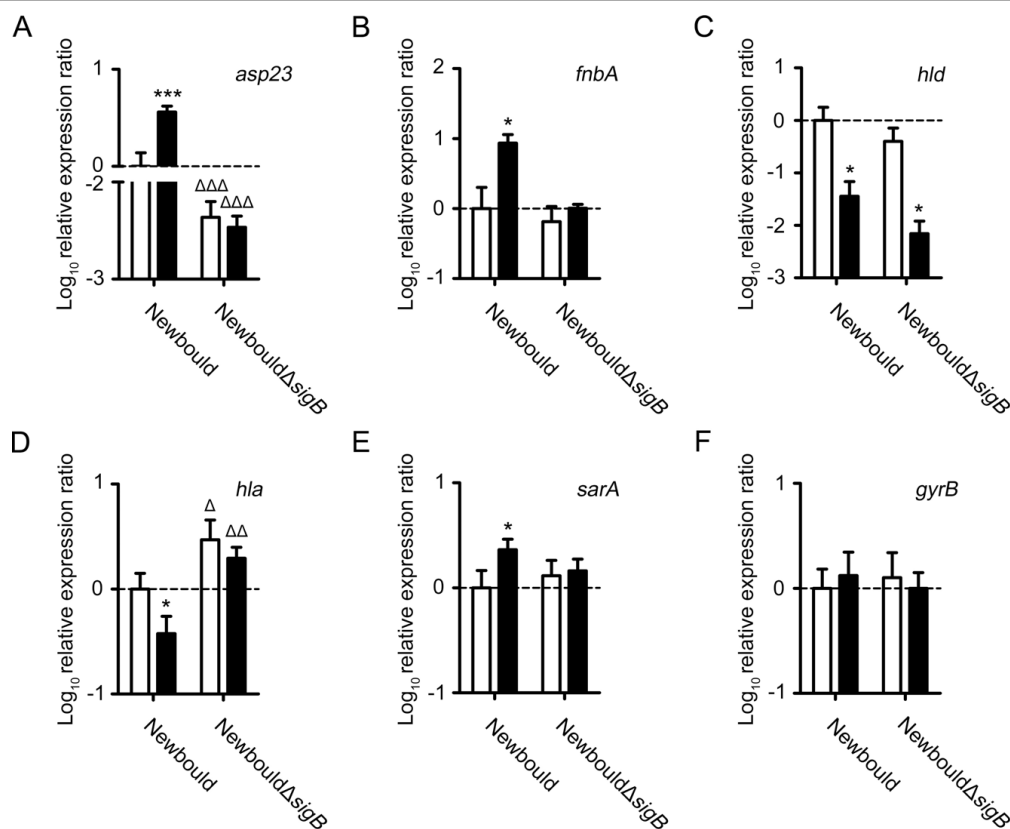 A
Log10 relative expression ratio
asp23
1
0
-2
-3
***
ΔΔΔ
ΔΔΔ
Newbould
NewbouldΔsigB
B
Log10 relative expression ratio
fnbA
2
1
0
-1
*
Newbould
NewbouldΔsigB
C
Log10 relative expression ratio
hld
1
0
-1
-2
-3
*
*
Newbould
NewbouldΔsigB
D
Log10 relative expression ratio
hla
1
0
-1
*
Δ
ΔΔ
Newbould
NewbouldΔsigB
E
Log10 relative expression ratio
sarA
1
0
-1
*
Newbould
NewbouldΔsigB
F
Log10 relative expression ratio
gyrB
1
0
-1
Newbould
NewbouldΔsigB